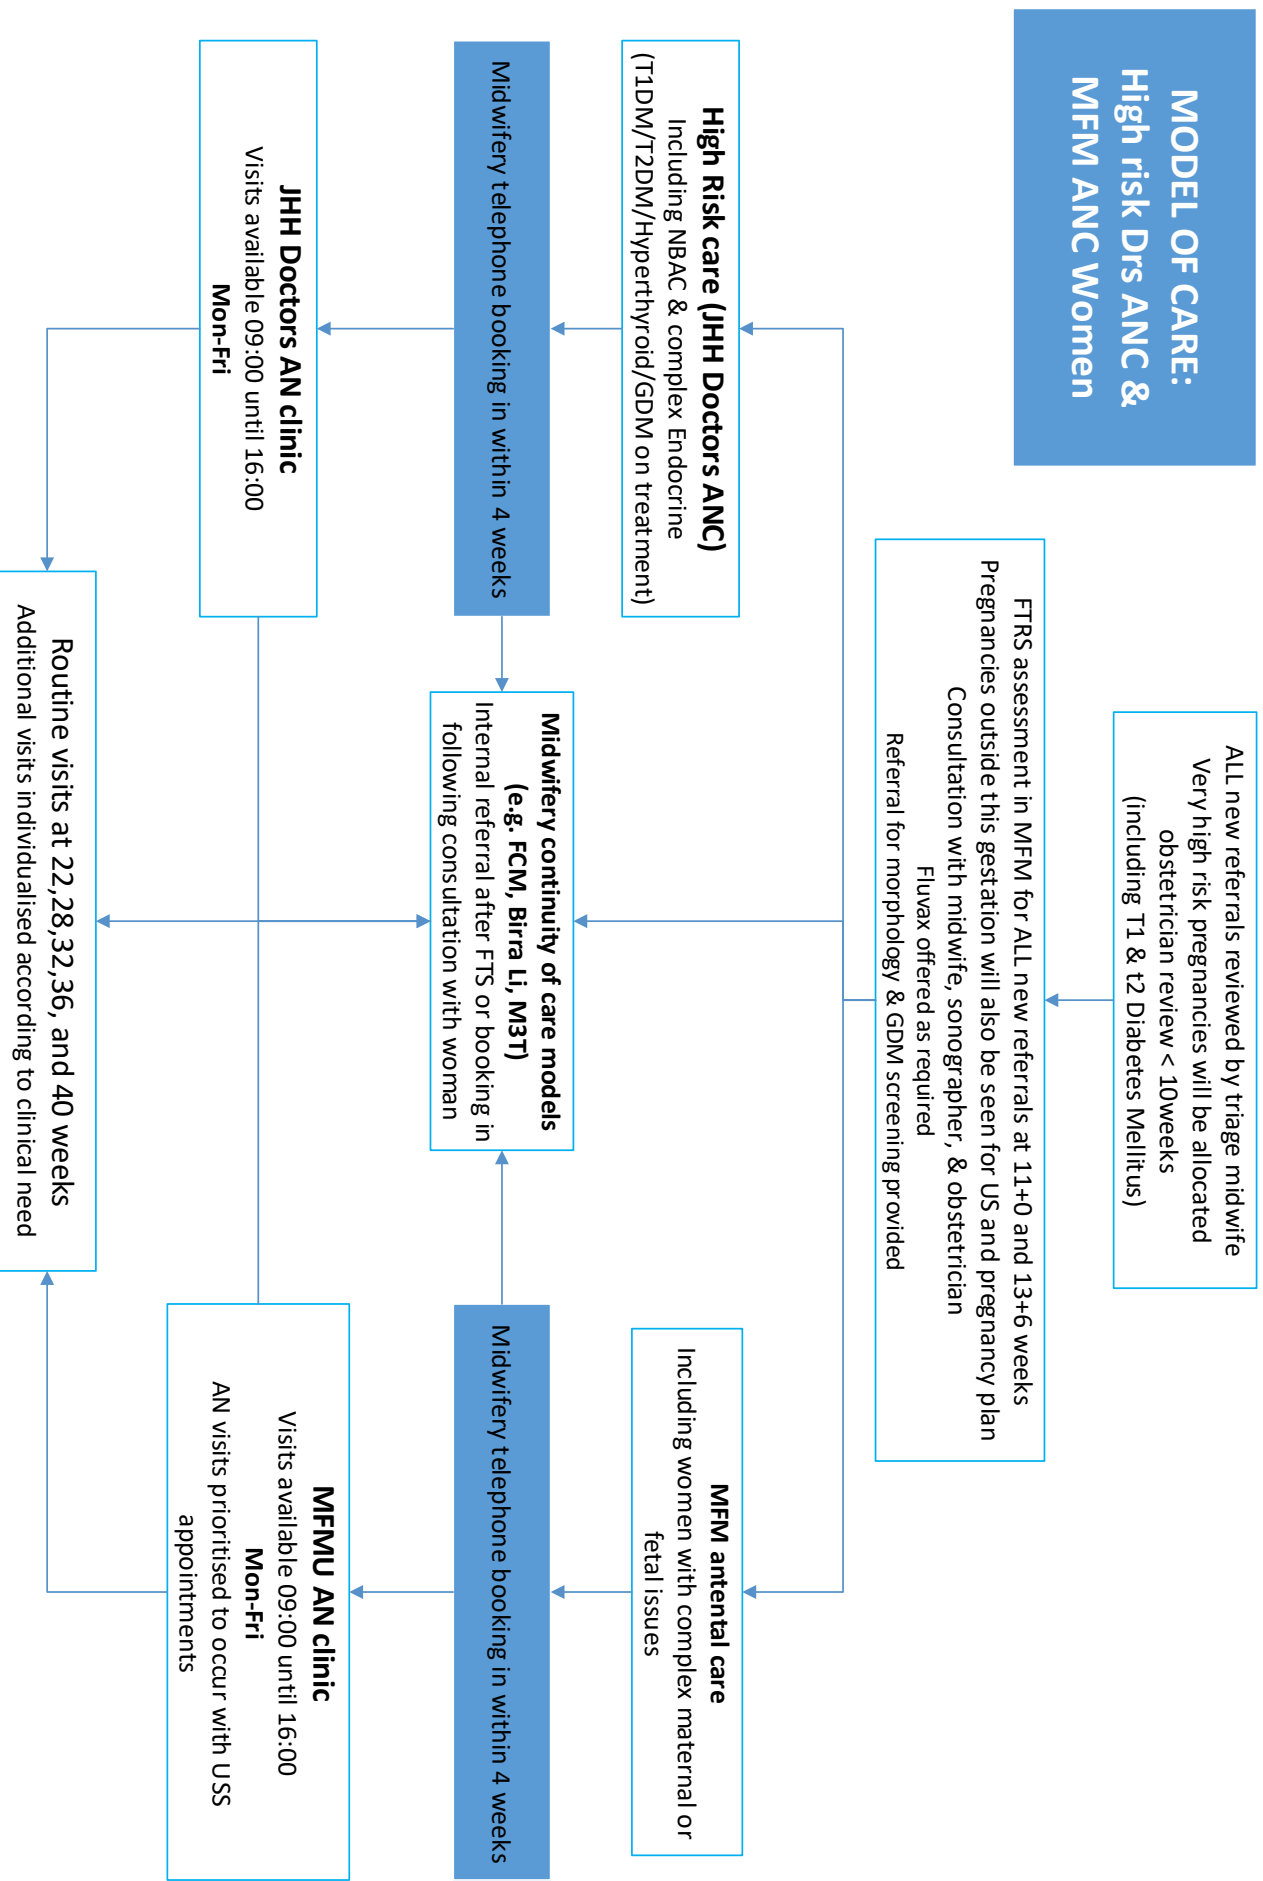 MODEL OF CARE:
High risk Drs ANC &
MFM ANC Women
ALL new referrals reviewed by triage midwife
Very high risk pregnancies will be allocated
obstetrician review < 10weeks
(including T1 & t2 Diabetes Mellitus)
FTRS assessment in MFM for ALL new referrals at 11+0 and 13+6 weeks
Pregnancies outside this gestation will also be seen for US and pregnancy plan
Consultation with midwife, sonographer, & obstetrician
Fluvax offered as required
Referral for morphology & GDM screening provided
High Risk care (JHH Doctors ANC)
Including NBAC & complex Endocrine
(T1DM/T2DM/Hyperthyroid/GDM on treatment)
MFM antental care
Including women with complex maternal or
fetal issues
Midwifery telephone booking in within 4 weeks
Midwifery continuity of care models
(e.g. FCM, Birra Li, M3T)
Internal referral after FTS or booking in
following consultation with woman
Midwifery telephone booking in within 4 weeks
JHH Doctors AN clinic
Visits available 09:00 until 16:00
Mon-Fri
MFMU AN clinic
Visits available 09:00 until 16:00
Mon-Fri
AN visits prioritised to occur with USS
appointments
Routine visits at 22,28,32,36, and 40 weeks
Additional visits individualised according to clinical need